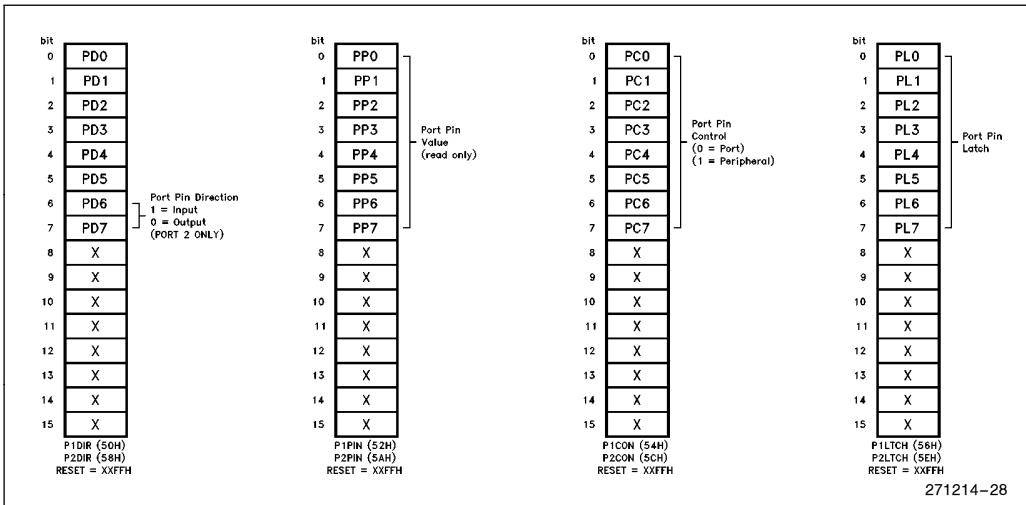 bit
0 PD0
1 PD1
2 PD2
3 PD3
4 PD4
5 PD5
6 PD6
7 PD7
8 X
9 X
10 X
11 X
12 X
13 X
14 X
15 X
Port Pin Direction
1 = Input
0 = Output
(PORT 2 ONLY)
P1DIR (50H)
P2DIR (58H)
RESET = XXFFH
bit
0 PP0
1 PP1
2 PP2
3 PP3
4 PP4
5 PP5
6 PP6
7 PP7
8 X
9 X
10 X
11 X
12 X
13 X
14 X
15 X
Port Pin
Value
(read only)
P1PIN (52H)
P2PIN (5AH)
RESET = XXFFH
bit
0 PC0
1 PC1
2 PC2
3 PC3
4 PC4
5 PC5
6 PC6
7 PC7
8 X
9 X
10 X
11 X
12 X
13 X
14 X
15 X
Port Pin
Control
(0 = Port)
(1 = Peripheral)
P1CON (54H)
P2CON (5CH)
RESET = XXFFH
bit
0 PL0
1 PL1
2 PL2
3 PL3
4 PL4
5 PL5
6 PL6
7 PL7
8 X
9 X
10 X
11 X
12 X
13 X
14 X
15 X
Port Pin
Latch
P1LTCH (56H)
P2LTCH (5EH)
RESET = XXFFH
271214–28